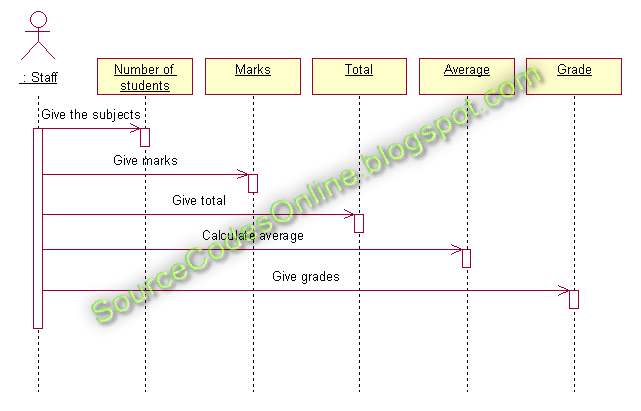 : Staff
Number of
students
Marks
Total
Average
Grade
Give the subjects
Give marks
Give total
Calculate average
Give grades
SourceCodesOnline.blogspot.com